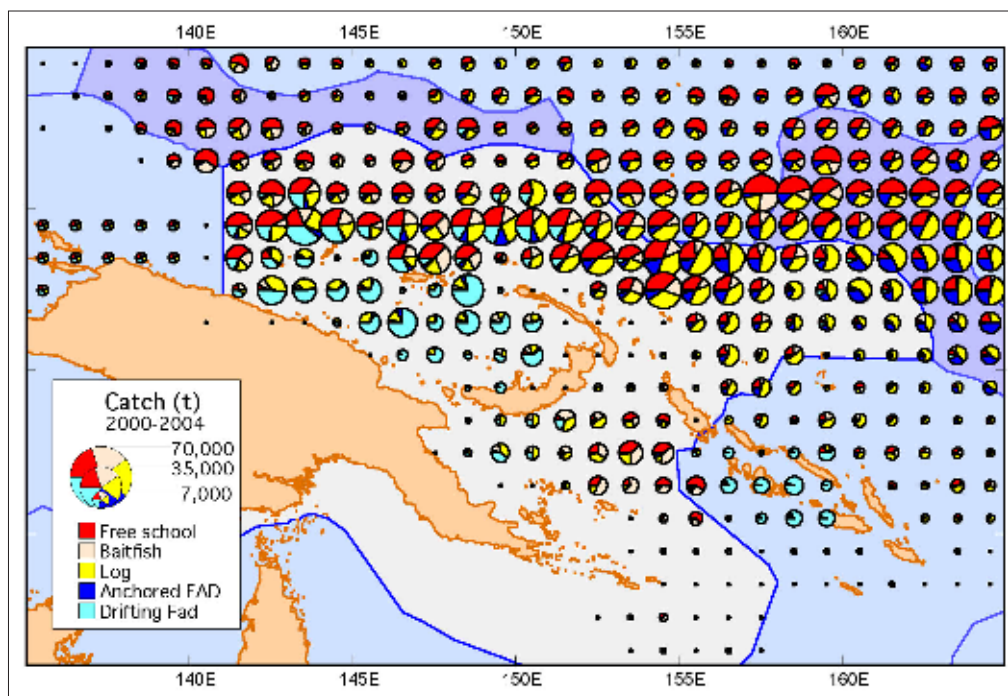 140E 145E 150E 155E 160E
Catch (t)
2000-2004
70,000
35,000
7,000
Free school
Baitfish
Log
Anchored FAD
Drifting Fad
140E 145E 150E 155E 160E